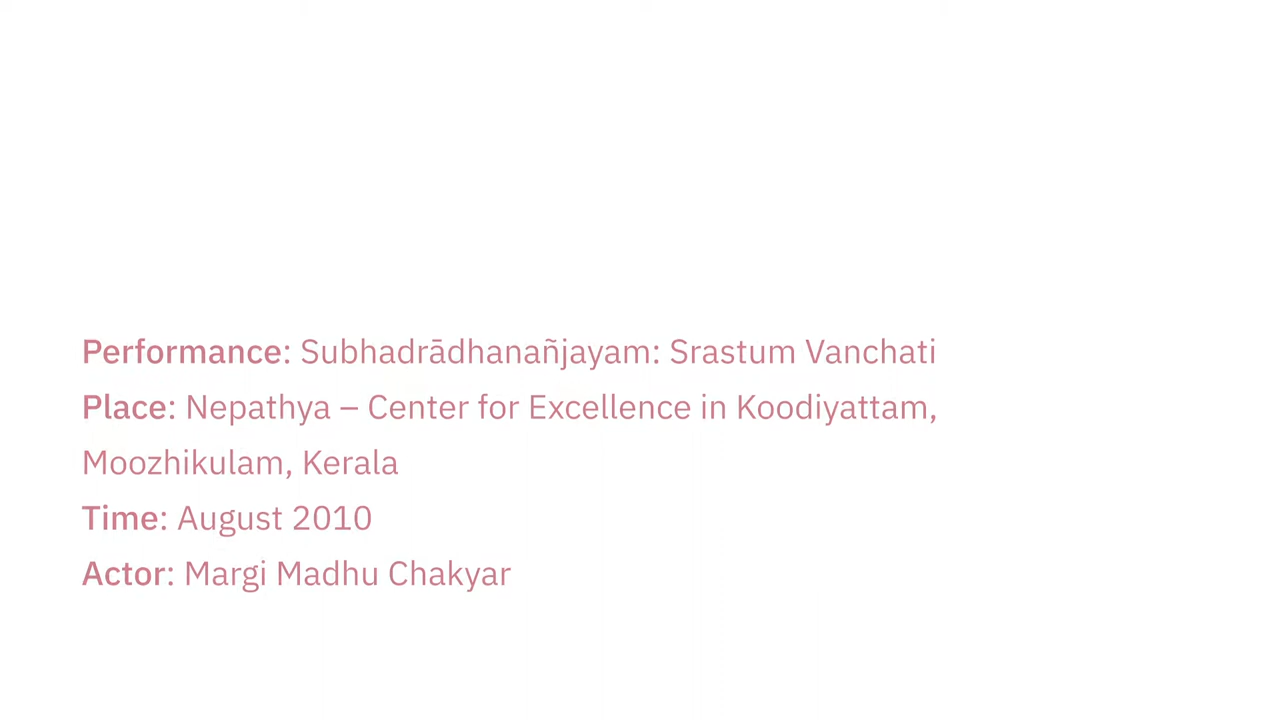 Performance: Subhadrādhanañjayam: Srastum Vanchati
Place: Nepathya – Center for Excellence in Koodiyattam,
Moozhikulam, Kerala
Time: August 2010
Actor: Margi Madhu Chakyar